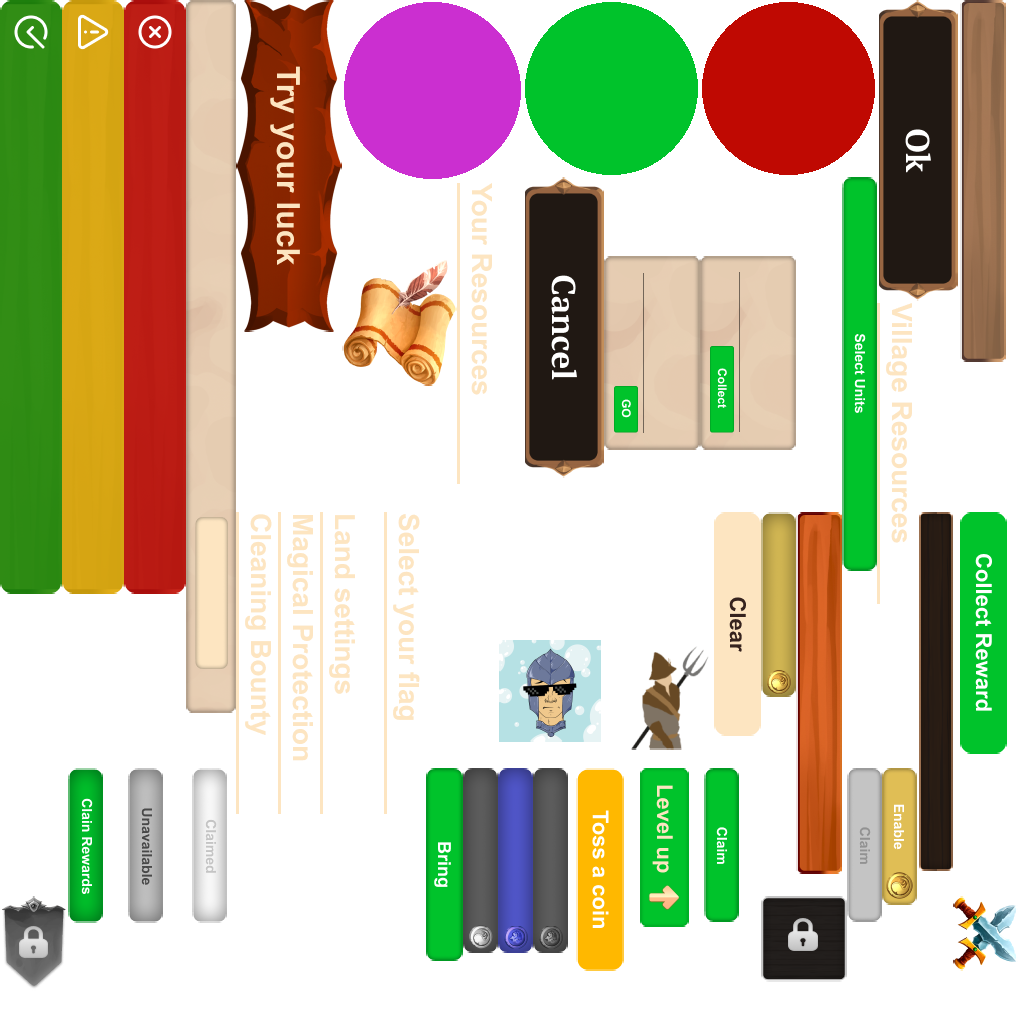 Collect Reward
Ok
Village Resources
Enable
Claim
Select Units
Clear
Collect
Claim
GO
Level up
Toss a coin
Cancel
Bring
Your Resources
Select your flag
Land settings
Magical Protection
Cleaning Bounty
Try your luck
Claimed
Unavailable
Clain Rewards